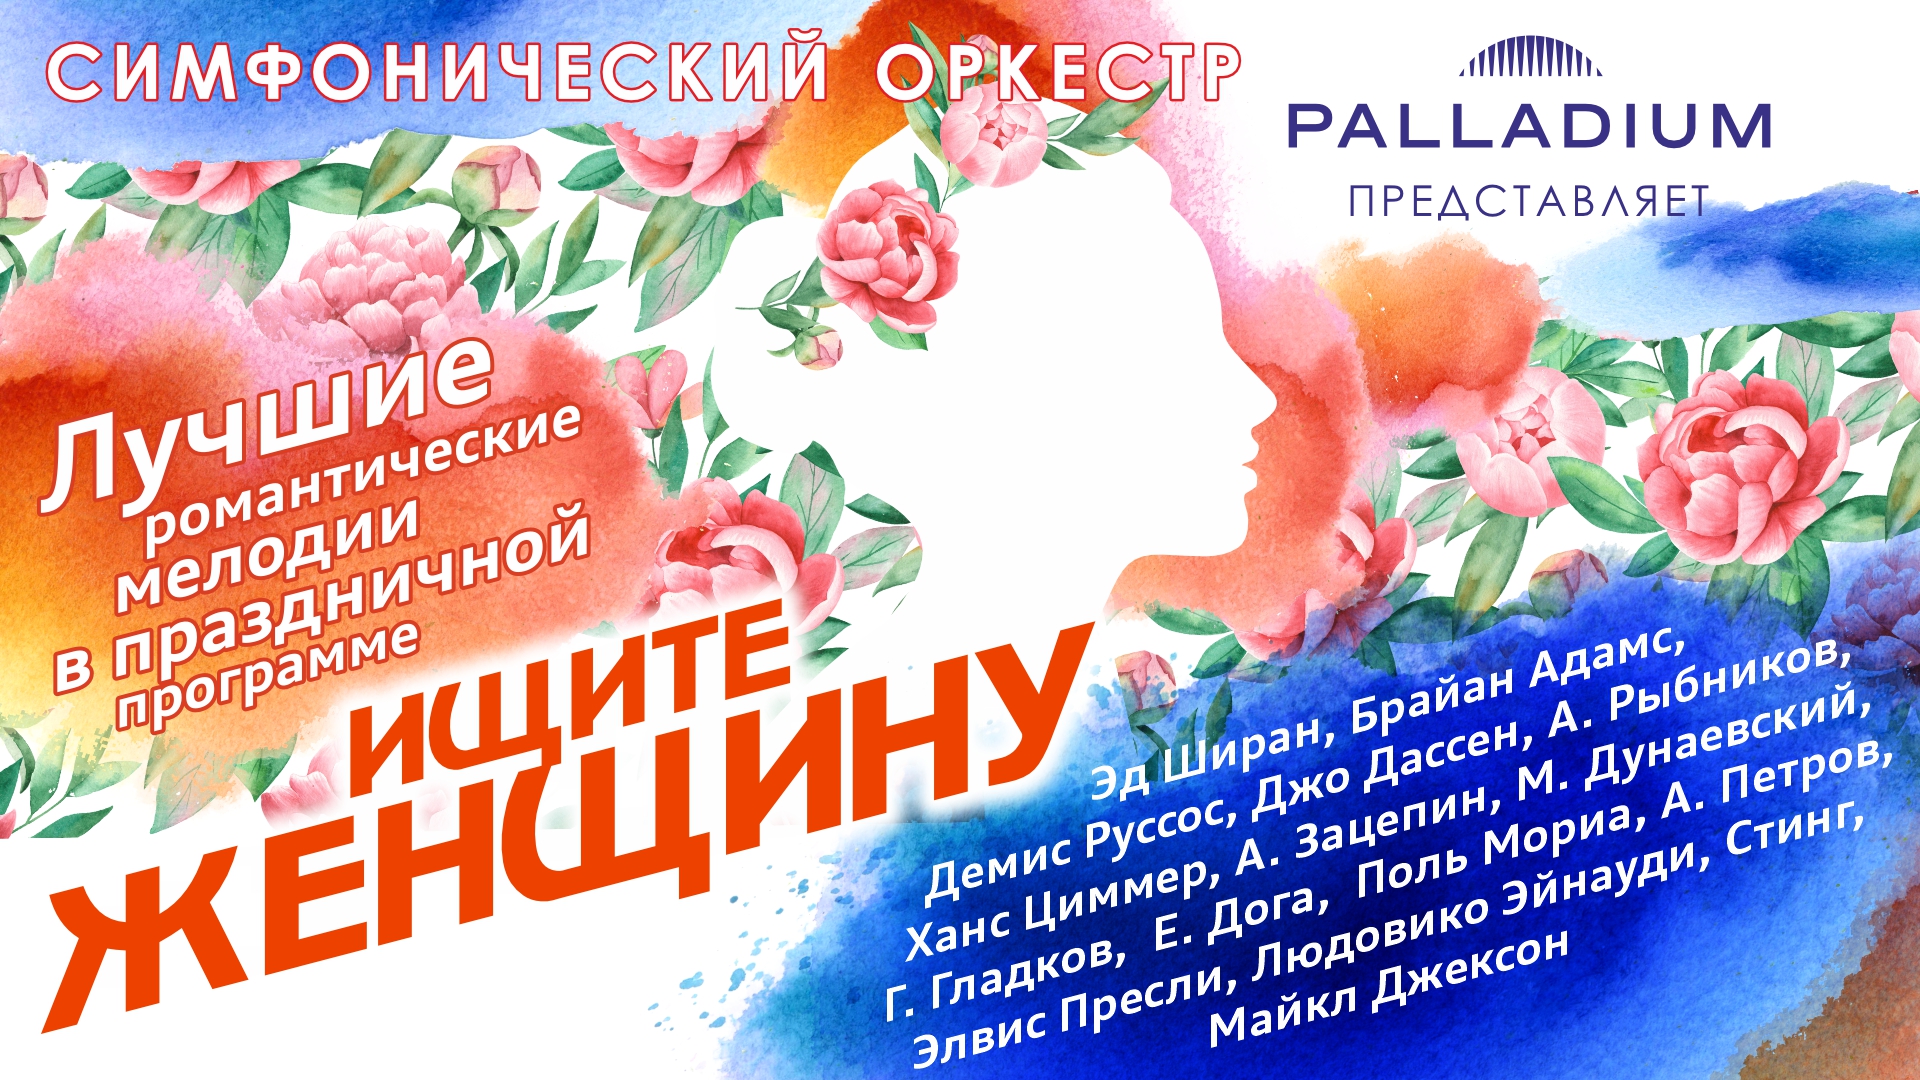 СИМФОНИЧЕСКИЙ ОРКЕСТР
PALLADIUM
ПРЕДСТАВЛЯЕТ
Лучшие
романтические
мелодии
в праздничной
программе
ИЩИТЕ
ЖЕНЩИНУ
Эд Ширан, Брайан Адамс,
Демис Руссос, Джо Дассен, А. Рыбников,
Ханс Циммер, А. Зацепин, М. Дунаевский,
Г. Гладков, Е. Дога, Поль Мориа, А. Петров,
Элвис Пресли, Людовико Эйнауди, Стинг,
Майкл Джексон